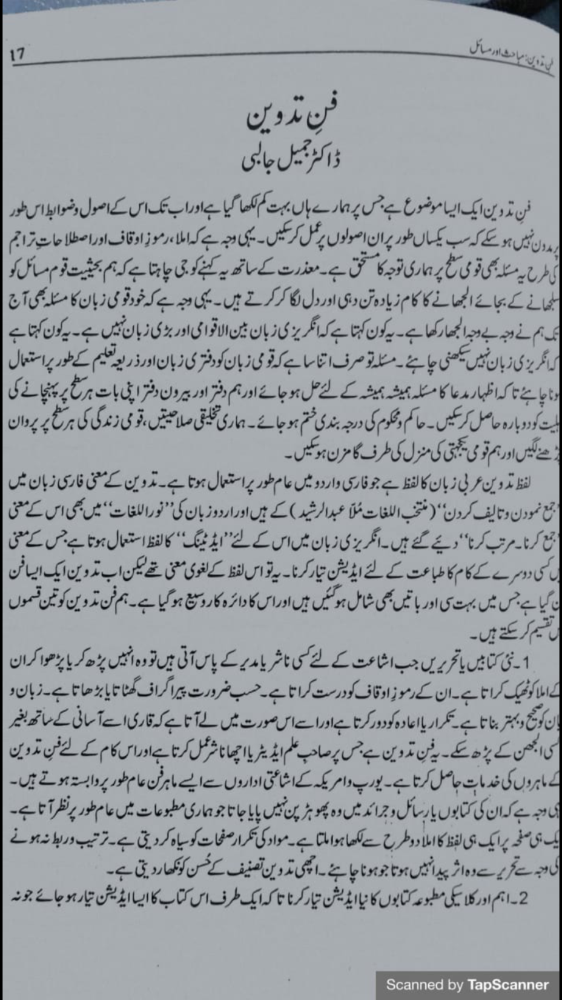 17
فنِ تدوین: مباحث اور مسائل
فنِ تدوین
ڈاکٹر جمیل جالبی
فنِ تدوین ایک ایسا موضوع ہے جس پر ہمارے ہاں بہت کم لکھا گیا ہے اور اب تک اس کے اصول و ضوابط اس طور
پر مدون نہیں ہو سکے کہ سب یکساں طور پر ان اصولوں پر عمل کر سکیں۔ یہی وجہ ہے کہ املا، رموزِ اوقاف اور اصطلاحاتِ تراجم
کی طرح یہ مسئلہ بھی قومی سطح پر ہماری توجہ کا مستحق ہے۔ معذرت کے ساتھ یہ کہنے کو جی چاہتا ہے کہ ہم بحیثیت قوم مسائل کو
سلجھانے کے بجائے الجھانے کا کام زیادہ تن دہی اور دل لگا کر کرتے ہیں۔ یہی وجہ ہے کہ خود قومی زبان کا مسئلہ بھی آج
تک ہم نے وجہ بے وجہ الجھا رکھا ہے۔ یہ کون کہتا ہے کہ انگریزی زبان بین الاقوامی اور بڑی زبان نہیں ہے۔ یہ کون کہتا ہے
کہ انگریزی زبان نہیں سیکھنی چاہئے۔ مسئلہ تو صرف اتنا سا ہے کہ قومی زبان کو دفتری زبان اور ذریعہ تعلیم کے طور پر استعمال
ہونا چاہئے تاکہ اظہار مدعا کا مسئلہ ہمیشہ ہمیشہ کے لئے حل ہو جائے اور ہم دفتر اور بیرون دفتر اپنی بات ہر سطح پر پہنچانے کی
ہلیت کو دوبارہ حاصل کر سکیں۔ حاکم و محکوم کی درجہ بندی ختم ہو جائے۔ ہماری تخلیقی صلاحیتیں، قومی زندگی کی ہر سطح پر پروان
ڑھنے لگیں اور ہم قومی یکجہتی کی منزل کی طرف گامزن ہو سکیں۔
لفظ تدوین عربی زبان کا لفظ ہے جو فارسی و اردو میں عام طور پر استعمال ہوتا ہے۔ تدوین کے معنی فارسی زبان میں
"جمع نمودن و تالیف کردن" (منتخب اللغات مُلّا عبدالرشید) کے ہیں اور اردو زبان کی "نور اللغات" میں بھی اس کے معنی
"جمع کرنا۔ مرتب کرنا" دیئے گئے ہیں۔ انگریزی زبان میں اس کے لئے "ایڈیٹنگ" کا لفظ استعمال ہوتا ہے جس کے معنی
ں کسی دوسرے کے کام کا طباعت کے لئے ایڈیشن تیار کرنا۔ یہ تو اس لفظ کے لغوی معنی تھے لیکن اب تدوین ایک ایسا فن
ن گیا ہے جس میں بہت سی اور باتیں بھی شامل ہو گئیں ہیں اور اس کا دائرہ کار وسیع ہو گیا ہے۔ ہم فن تدوین کو تین قسموں
ں تقسیم کر سکتے ہیں۔
1۔ نئی کتابیں یا تحریریں جب اشاعت کے لئے کسی ناشر یا مدیر کے پاس آتی ہیں تو وہ انہیں پڑھ کر یا پڑھوا کر ان
کے املا کو ٹھیک کراتا ہے۔ ان کے رموزِ اوقاف کو درست کراتا ہے۔ حسب ضرورت پیراگراف گھٹاتا یا بڑھاتا ہے۔ زبان و
یان کو صحیح و بہتر بناتا ہے۔ تکرار یا اعادہ کو دور کرتا ہے اور اسے اس صورت میں لے آتا ہے کہ قاری اسے آسانی کے ساتھ بغیر
کسی الجھن کے پڑھ سکے۔ یہ فنِ تدوین ہے جس پر صاحبِ علم ایڈیٹر یا اچھا ناشر عمل کرتا ہے اور اس کام کے لئے فنِ تدوین
کے ماہروں کی خدمات حاصل کرتا ہے۔ یورپ و امریکہ کے اشاعتی اداروں سے ایسے ماہر فن عام طور پر وابستہ ہوتے ہیں۔
ہی وجہ ہے کہ ان کی کتابوں یا رسائل و جرائد میں وہ پھوہڑ پن نہیں پایا جاتا جو ہماری مطبوعات میں عام طور پر نظر آتا ہے۔
یک ہی صفحہ پر ایک ہی لفظ کا املا دو طرح سے لکھا ہوا ملتا ہے۔ مواد کی تکرار صفحات کو سیاہ کر دیتی ہے۔ ترتیب و ربط نہ ہونے
کی وجہ سے تحریر سے وہ اثر پیدا نہیں ہوتا جو ہونا چاہئے۔ اچھی تدوین تصنیف کے حُسن کو نکھار دیتی ہے۔
2۔ اہم اور کلاسیکی مطبوعہ کتابوں کا نیا ایڈیشن تیار کرنا تاکہ ایک طرف اس کتاب کا ایسا ایڈیشن تیار ہو جائے جو نہ
Scanned by TapScanner